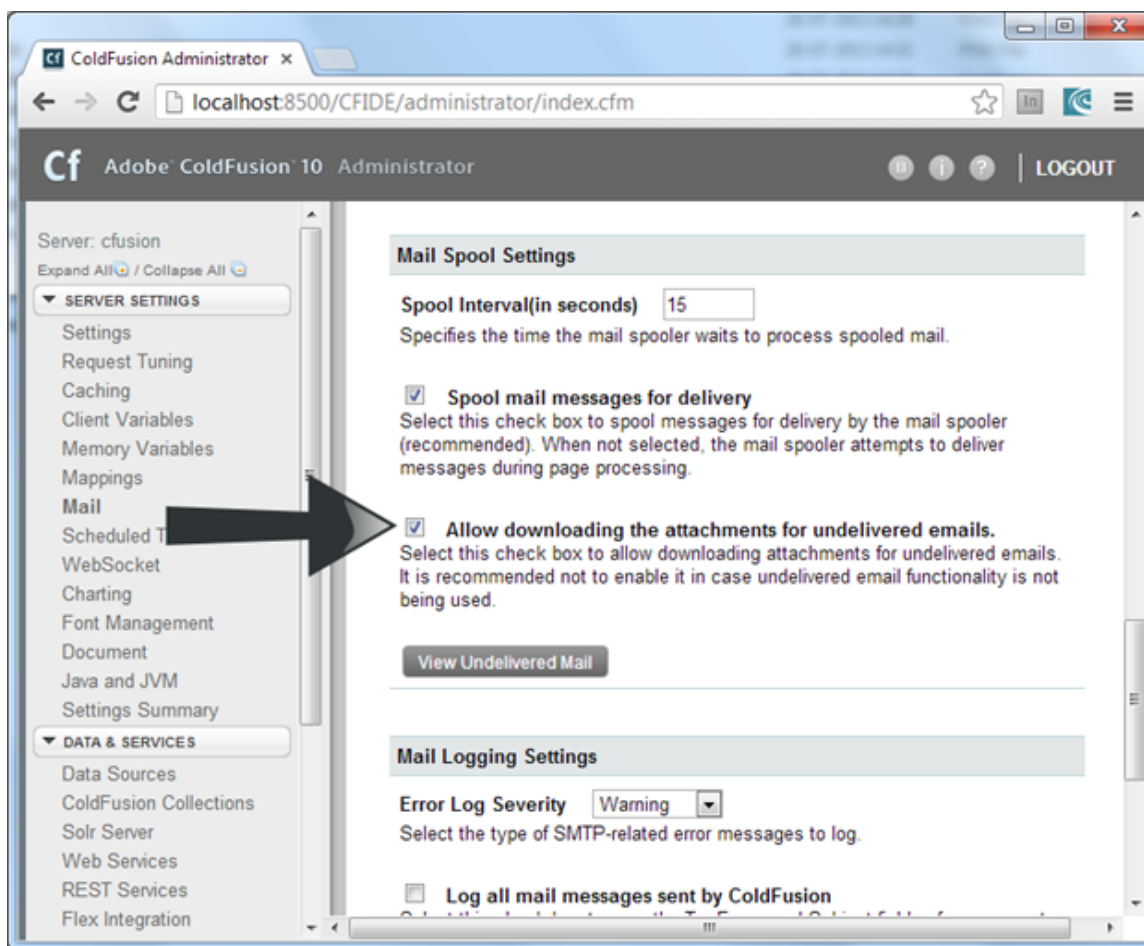 ColdFusion Administrator
localhost:8500/CFIDE/administrator/index.cfm
Cf Adobe® ColdFusion® 10 Administrator
LOGOUT
Server: cfusion
Expand All / Collapse All
SERVER SETTINGS
Settings
Request Tuning
Caching
Client Variables
Memory Variables
Mappings
Mail
Scheduled T
WebSocket
Charting
Font Management
Document
Java and JVM
Settings Summary
DATA & SERVICES
Data Sources
ColdFusion Collections
Solr Server
Web Services
REST Services
Flex Integration
Mail Spool Settings
Spool Interval(in seconds) 15
Specifies the time the mail spooler waits to process spooled mail.
Spool mail messages for delivery
Select this check box to spool messages for delivery by the mail spooler
(recommended). When not selected, the mail spooler attempts to deliver
messages during page processing.
Allow downloading the attachments for undelivered emails.
Select this check box to allow downloading attachments for undelivered emails.
It is recommended not to enable it in case undelivered email functionality is not
being used.
View Undelivered Mail
Mail Logging Settings
Error Log Severity Warning
Select the type of SMTP-related error messages to log.
Log all mail messages sent by ColdFusion